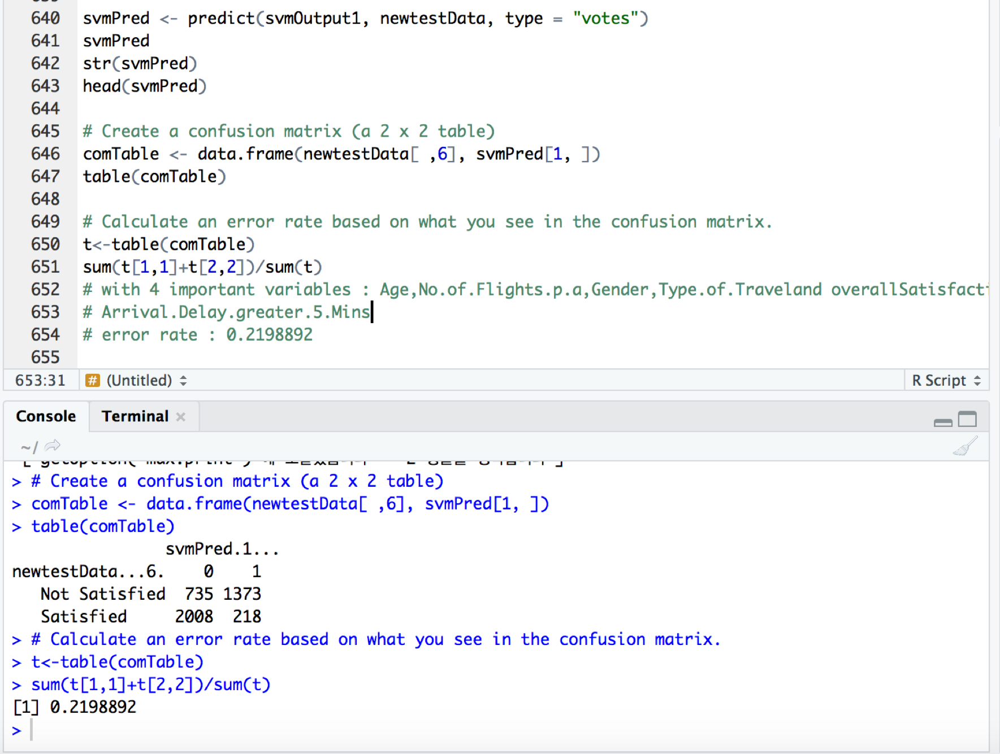 640 svmPred <- predict(svmOutput1, newtestData, type = "votes")
641 svmPred
642 str(svmPred)
643 head(svmPred)
644
645 # Create a confusion matrix (a 2 x 2 table)
646 comTable <- data.frame(newtestData[ ,6], svmPred[1, ])
647 table(comTable)
648
649 # Calculate an error rate based on what you see in the confusion matrix.
650 t<-table(comTable)
651 sum(t[1,1]+t[2,2])/sum(t)
652 # with 4 important variables : Age,No.of.Flights.p.a,Gender,Type.of.Traveland overallSatisfacti
653 # Arrival.Delay.greater.5.Mins
654 # error rate : 0.2198892
655
653:31 # (Untitled) R Script
Console Terminal
~/
> # Create a confusion matrix (a 2 x 2 table)
> comTable <- data.frame(newtestData[ ,6], svmPred[1, ])
> table(comTable)
svmPred.1...
newtestData...6. 0 1
Not Satisfied 735 1373
Satisfied 2008 218
> # Calculate an error rate based on what you see in the confusion matrix.
> t<-table(comTable)
> sum(t[1,1]+t[2,2])/sum(t)
[1] 0.2198892
>